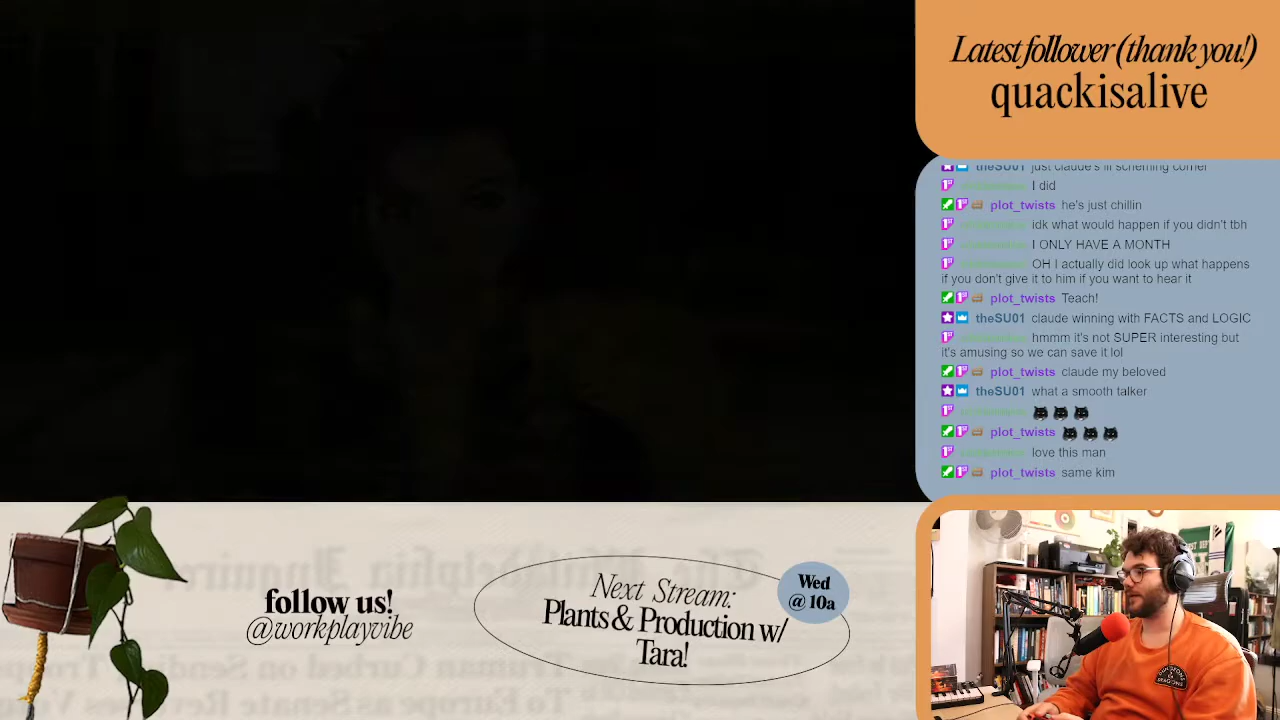 Latest follower (thank you!)
quackisalive
theSU01 just claude's lil scheming corner
I did
plot_twists he's just chillin
idk what would happen if you didn't tbh
I ONLY HAVE A MONTH
OH I actually did look up what happens
if you don't give it to him if you want to hear it
plot_twists Teach!
theSU01 claude winning with FACTS and LOGIC
hmmm it's not SUPER interesting but
it's amusing so we can save it lol
plot_twists claude my beloved
theSU01 what a smooth talker
plot_twists
love this man
plot_twists same kim
follow us!
@workplayvibe
Next Stream:
Plants & Production w/
Tara!
Wed
@ 10a
DUNGEONS
&
DRAGONS